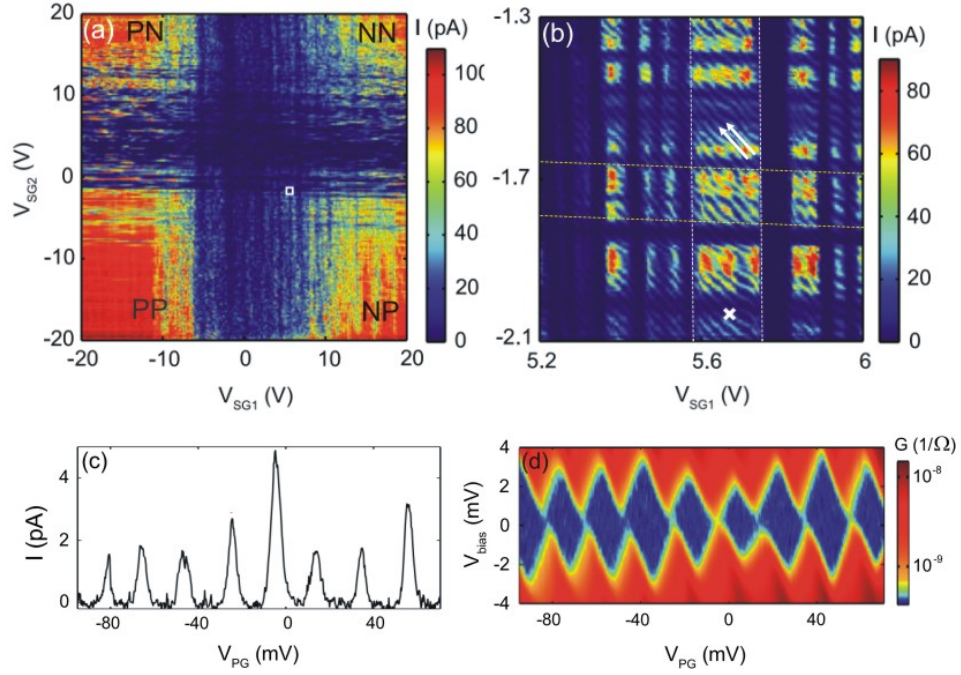 (a)
PN
NN
PP
NP
I (pA)
100
80
60
40
20
0
20
10
0
-10
-20
V_SG2 (V)
-20
-10
0
10
20
V_SG1 (V)
(b)
I (pA)
80
60
40
20
0
-1.3
-1.7
-2.1
5.2
5.6
6
V_SG1 (V)
(c)
I (pA)
4
2
0
-80
-40
0
40
V_PG (mV)
(d)
G (1/Ω)
10⁻⁸
10⁻⁹
V_bias (mV)
4
2
0
-2
-4
-80
-40
0
40
V_PG (mV)